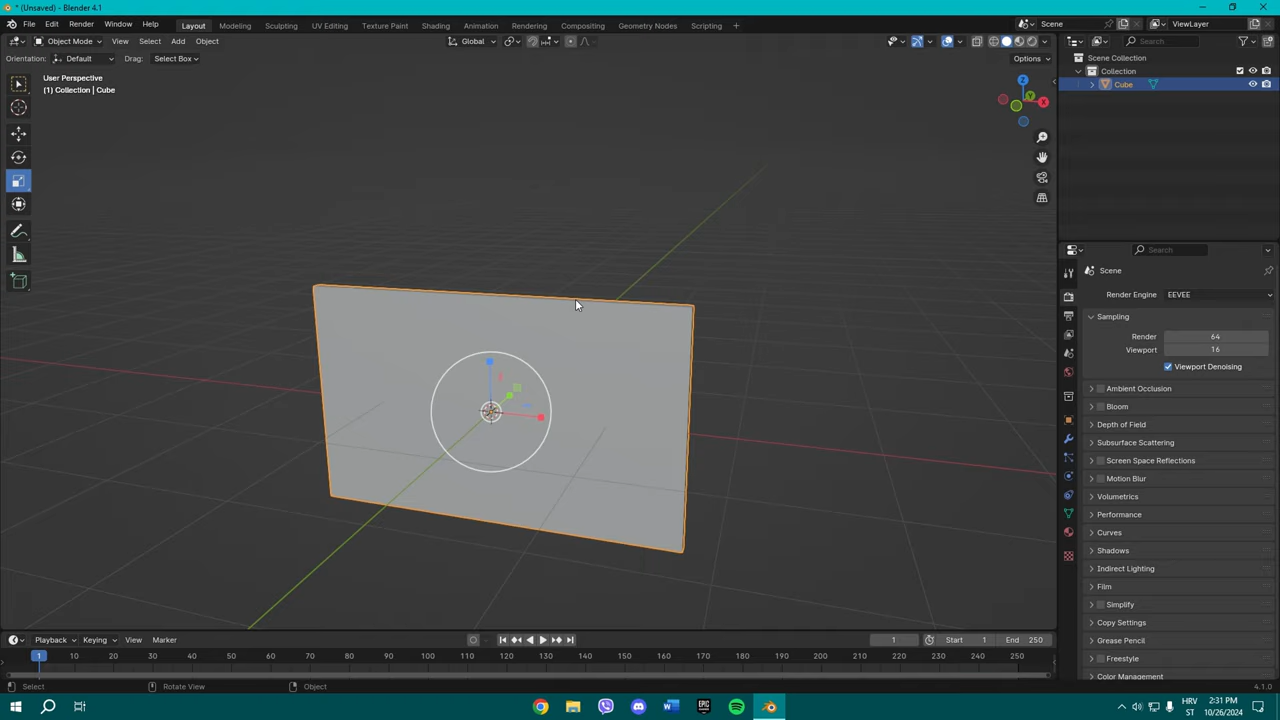 * (Unsaved) - Blender 4.1
File Edit Render Window Help
Layout Modeling Sculpting UV Editing Texture Paint Shading Animation Rendering Compositing Geometry Nodes Scripting +
Scene ViewLayer
Object Mode View Select Add Object Global
Search
Orientation: Default Drag: Select Box Options
User Perspective
(1) Collection | Cube
Scene Collection
Collection
Cube
Z
Y
X
Search
Scene
Render Engine EEVEE
Sampling
Render 64
Viewport 16
Viewport Denoising
Ambient Occlusion
Bloom
Depth of Field
Subsurface Scattering
Screen Space Reflections
Motion Blur
Volumetrics
Performance
Curves
Shadows
Indirect Lighting
Film
Simplify
Copy Settings
Grease Pencil
Freestyle
Color Management
Playback Keying View Marker 1 Start 1 End 250
1 10 20 30 40 50 60 70 80 90 100 110 120 130 140 150 160 170 180 190 200 210 220 230 240 250
Select Rotate View Object 4.1.0
W EPIC GAMES HRV 2:31 PM
ST 10/26/2024